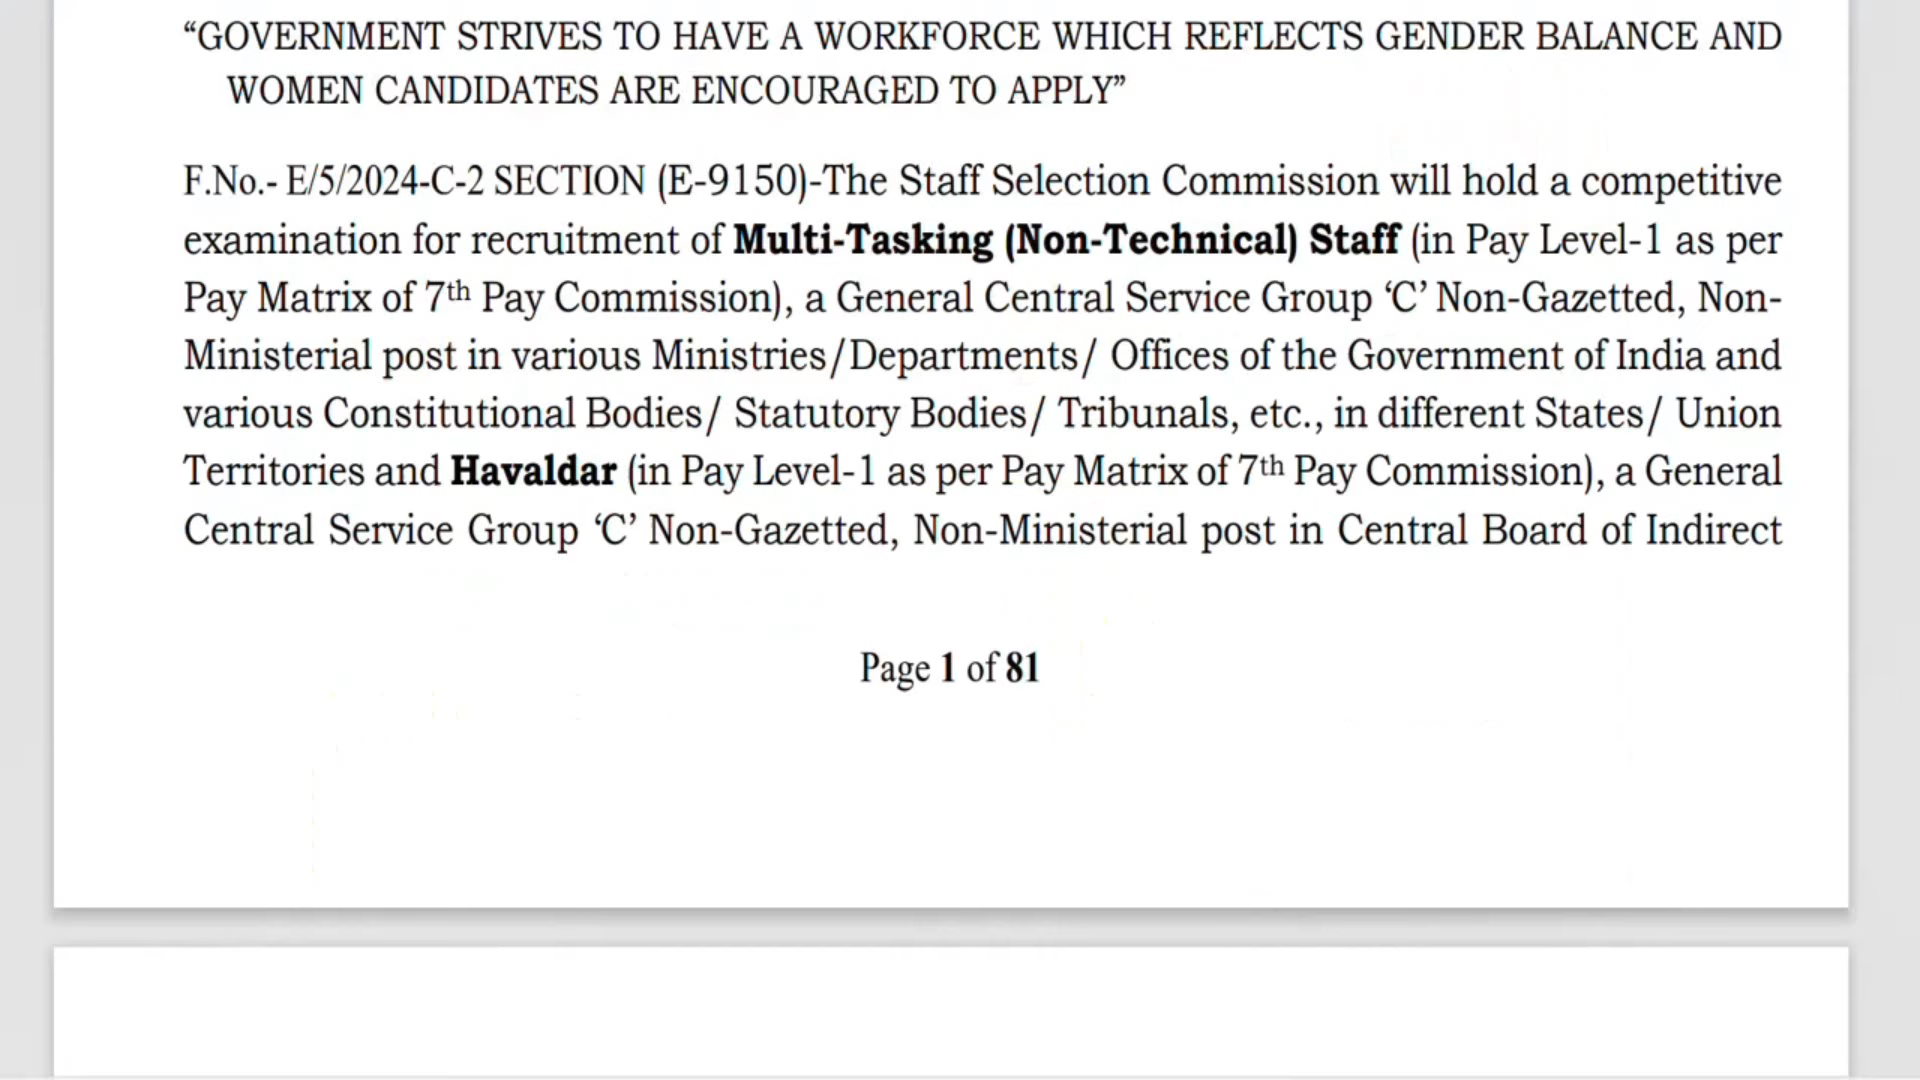 “GOVERNMENT STRIVES TO HAVE A WORKFORCE WHICH REFLECTS GENDER BALANCE AND
WOMEN CANDIDATES ARE ENCOURAGED TO APPLY”
F.No.- E/5/2024-C-2 SECTION (E-9150)-The Staff Selection Commission will hold a competitive
examination for recruitment of Multi-Tasking (Non-Technical) Staff (in Pay Level-1 as per
Pay Matrix of 7th Pay Commission), a General Central Service Group ‘C’ Non-Gazetted, Non-
Ministerial post in various Ministries/Departments/ Offices of the Government of India and
various Constitutional Bodies/ Statutory Bodies/ Tribunals, etc., in different States/ Union
Territories and Havaldar (in Pay Level-1 as per Pay Matrix of 7th Pay Commission), a General
Central Service Group ‘C’ Non-Gazetted, Non-Ministerial post in Central Board of Indirect
Page 1 of 81